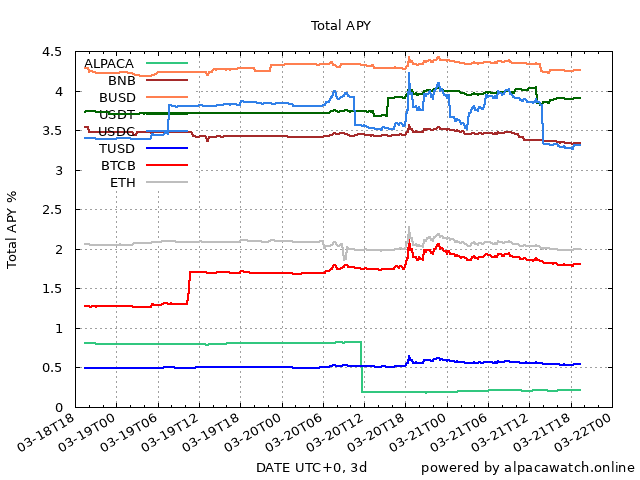 Total APY
Total APY %
4.5
4
3.5
3
2.5
2
1.5
1
0.5
0
ALPACA
BNB
BUSD
USDT
USDC
TUSD
BTCB
ETH
03-18T18
03-19T00
03-19T06
03-19T12
03-19T18
03-20T00
03-20T06
03-20T12
03-20T18
03-21T00
03-21T06
03-21T12
03-21T18
03-22T00
DATE UTC+0, 3d
powered by alpacawatch.online